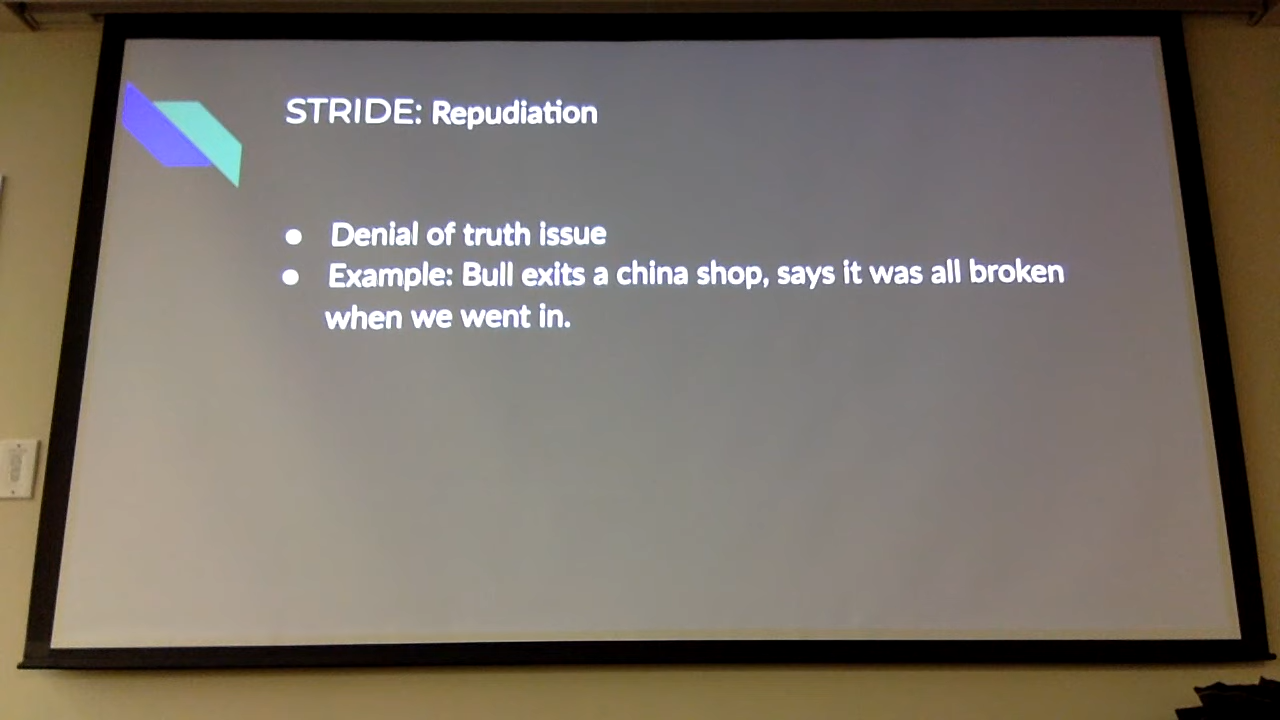 STRIDE: Repudiation
● Denial of truth issue
● Example: Bull exits a china shop, says it was all broken
when we went in.